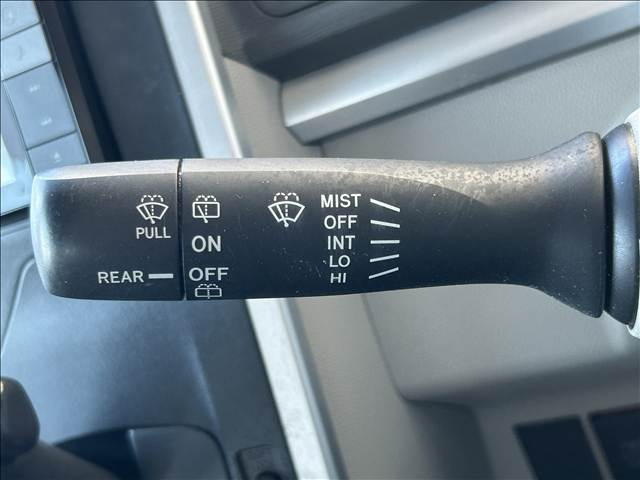 PULL
REAR
ON
OFF
MIST
OFF
INT
LO
HI